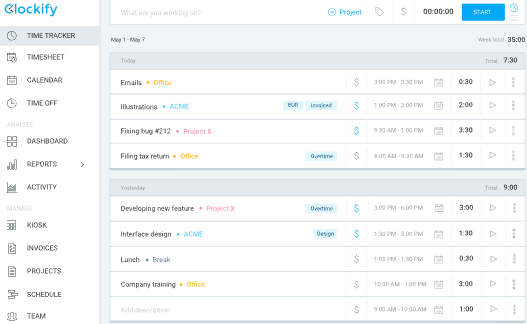 Clockify
What are you working on? Project $ 00:00:00 START
TIME TRACKER
TIMESHEET
CALENDAR
TIME OFF
ANALYZE
DASHBOARD
REPORTS
ACTIVITY
MANAGE
KIOSK
INVOICES
PROJECTS
SCHEDULE
TEAM
May 1 - May 7 Week total: 35:00
Today Total: 7:30
Emails • Office $ 3:00 PM - 3:30 PM 0:30
Illustrations • ACME EUR Invoiced $ 1:00 PM - 3:00 PM 2:00
Fixing bug #212 • Project X $ 9:30 AM - 1:00 PM 3:30
Filing tax return • Office Overtime $ 8:00 AM - 9:30 AM 1:30
Yesterday Total: 9:00
Developing new feature • Project X Overtime $ 3:00 PM - 6:00 PM 3:00
Interface design • ACME Design $ 1:30 PM - 3:00 PM 1:30
Lunch • Break $ 1:00 PM - 1:30 PM 0:30
Company training • Office $ 10:00 AM - 1:00 PM 3:00
Add description $ 9:00 AM - 10:00 AM 1:00